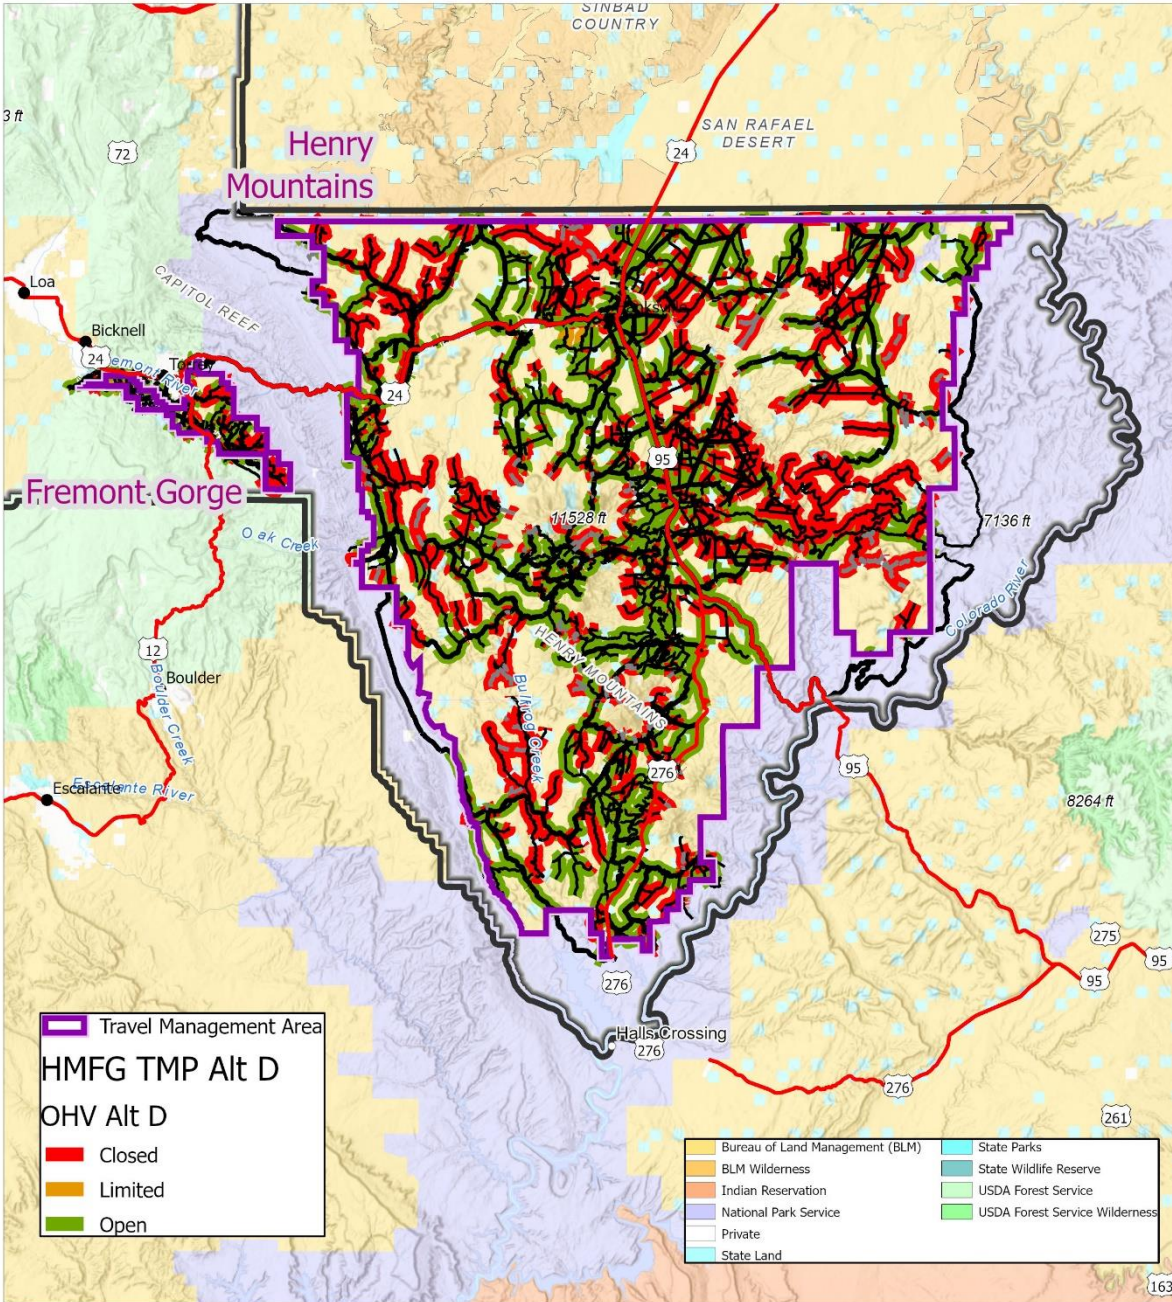 SINBAD
COUNTRY
3 ft
72
Henry
Mountains
SAN RAFAEL
DESERT
24
Loa
CAPITOL REEF
Bicknell
24
24
95
Fremont Gorge
11528 ft
7136 ft
Oak Creek
Colorado River
12
Boulder
Boulder Creek
HENRY MOUNTAINS
Bullfrog Creek
276
95
Escalante
Escalante River
8264 ft
275
95
95
276
Halls Crossing
276
276
261
163
Travel Management Area
HMFG TMP Alt D
OHV Alt D
Closed
Limited
Open
Bureau of Land Management (BLM)
BLM Wilderness
Indian Reservation
National Park Service
Private
State Land
State Parks
State Wildlife Reserve
USDA Forest Service
USDA Forest Service Wilderness